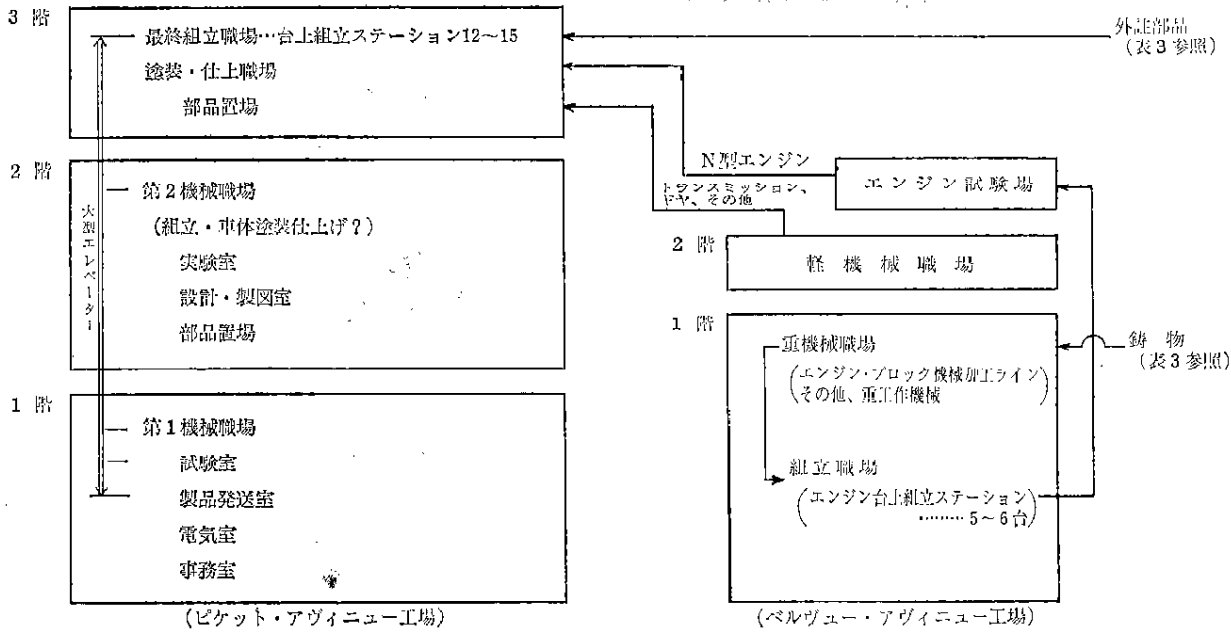 3 階
最終組立職場…台上組立ステーション12〜15
塗装・仕上職場
部品置場
外註部品
(表3参照)
2 階
第2機械職場
(組立・車体塗装仕上げ?)
実験室
設計・製図室
部品置場
大型エレベーター
N型エンジン
エンジン試験場
トランスミッション、
ギヤ、その他
2 階
軽機械職場
1 階
第1機械職場
試験室
製品発送室
電気室
事務室
(ピケット・アヴィニュー工場)
1 階
重機械職場
(エンジン・ブロック機械加工ライン
その他、重工作機械)
鋳物
(表3参照)
組立職場
(エンジン台上組立ステーション
………5〜6台)
(ベルヴュー・アヴィニュー工場)